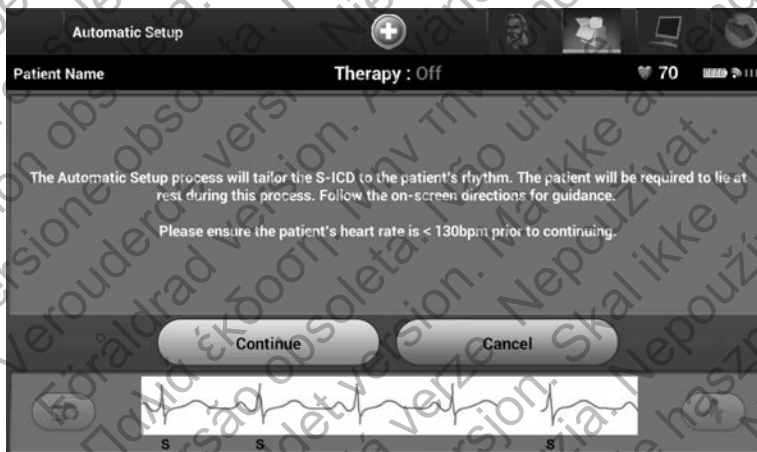 Automatic Setup
Patient Name
Therapy : Off
70
The Automatic Setup process will tailor the S-ICD to the patient's rhythm. The patient will be required to lie at
rest during this process. Follow the on-screen directions for guidance.
Please ensure the patient's heart rate is < 130bpm prior to continuing.
Continue
Cancel
S
S
S